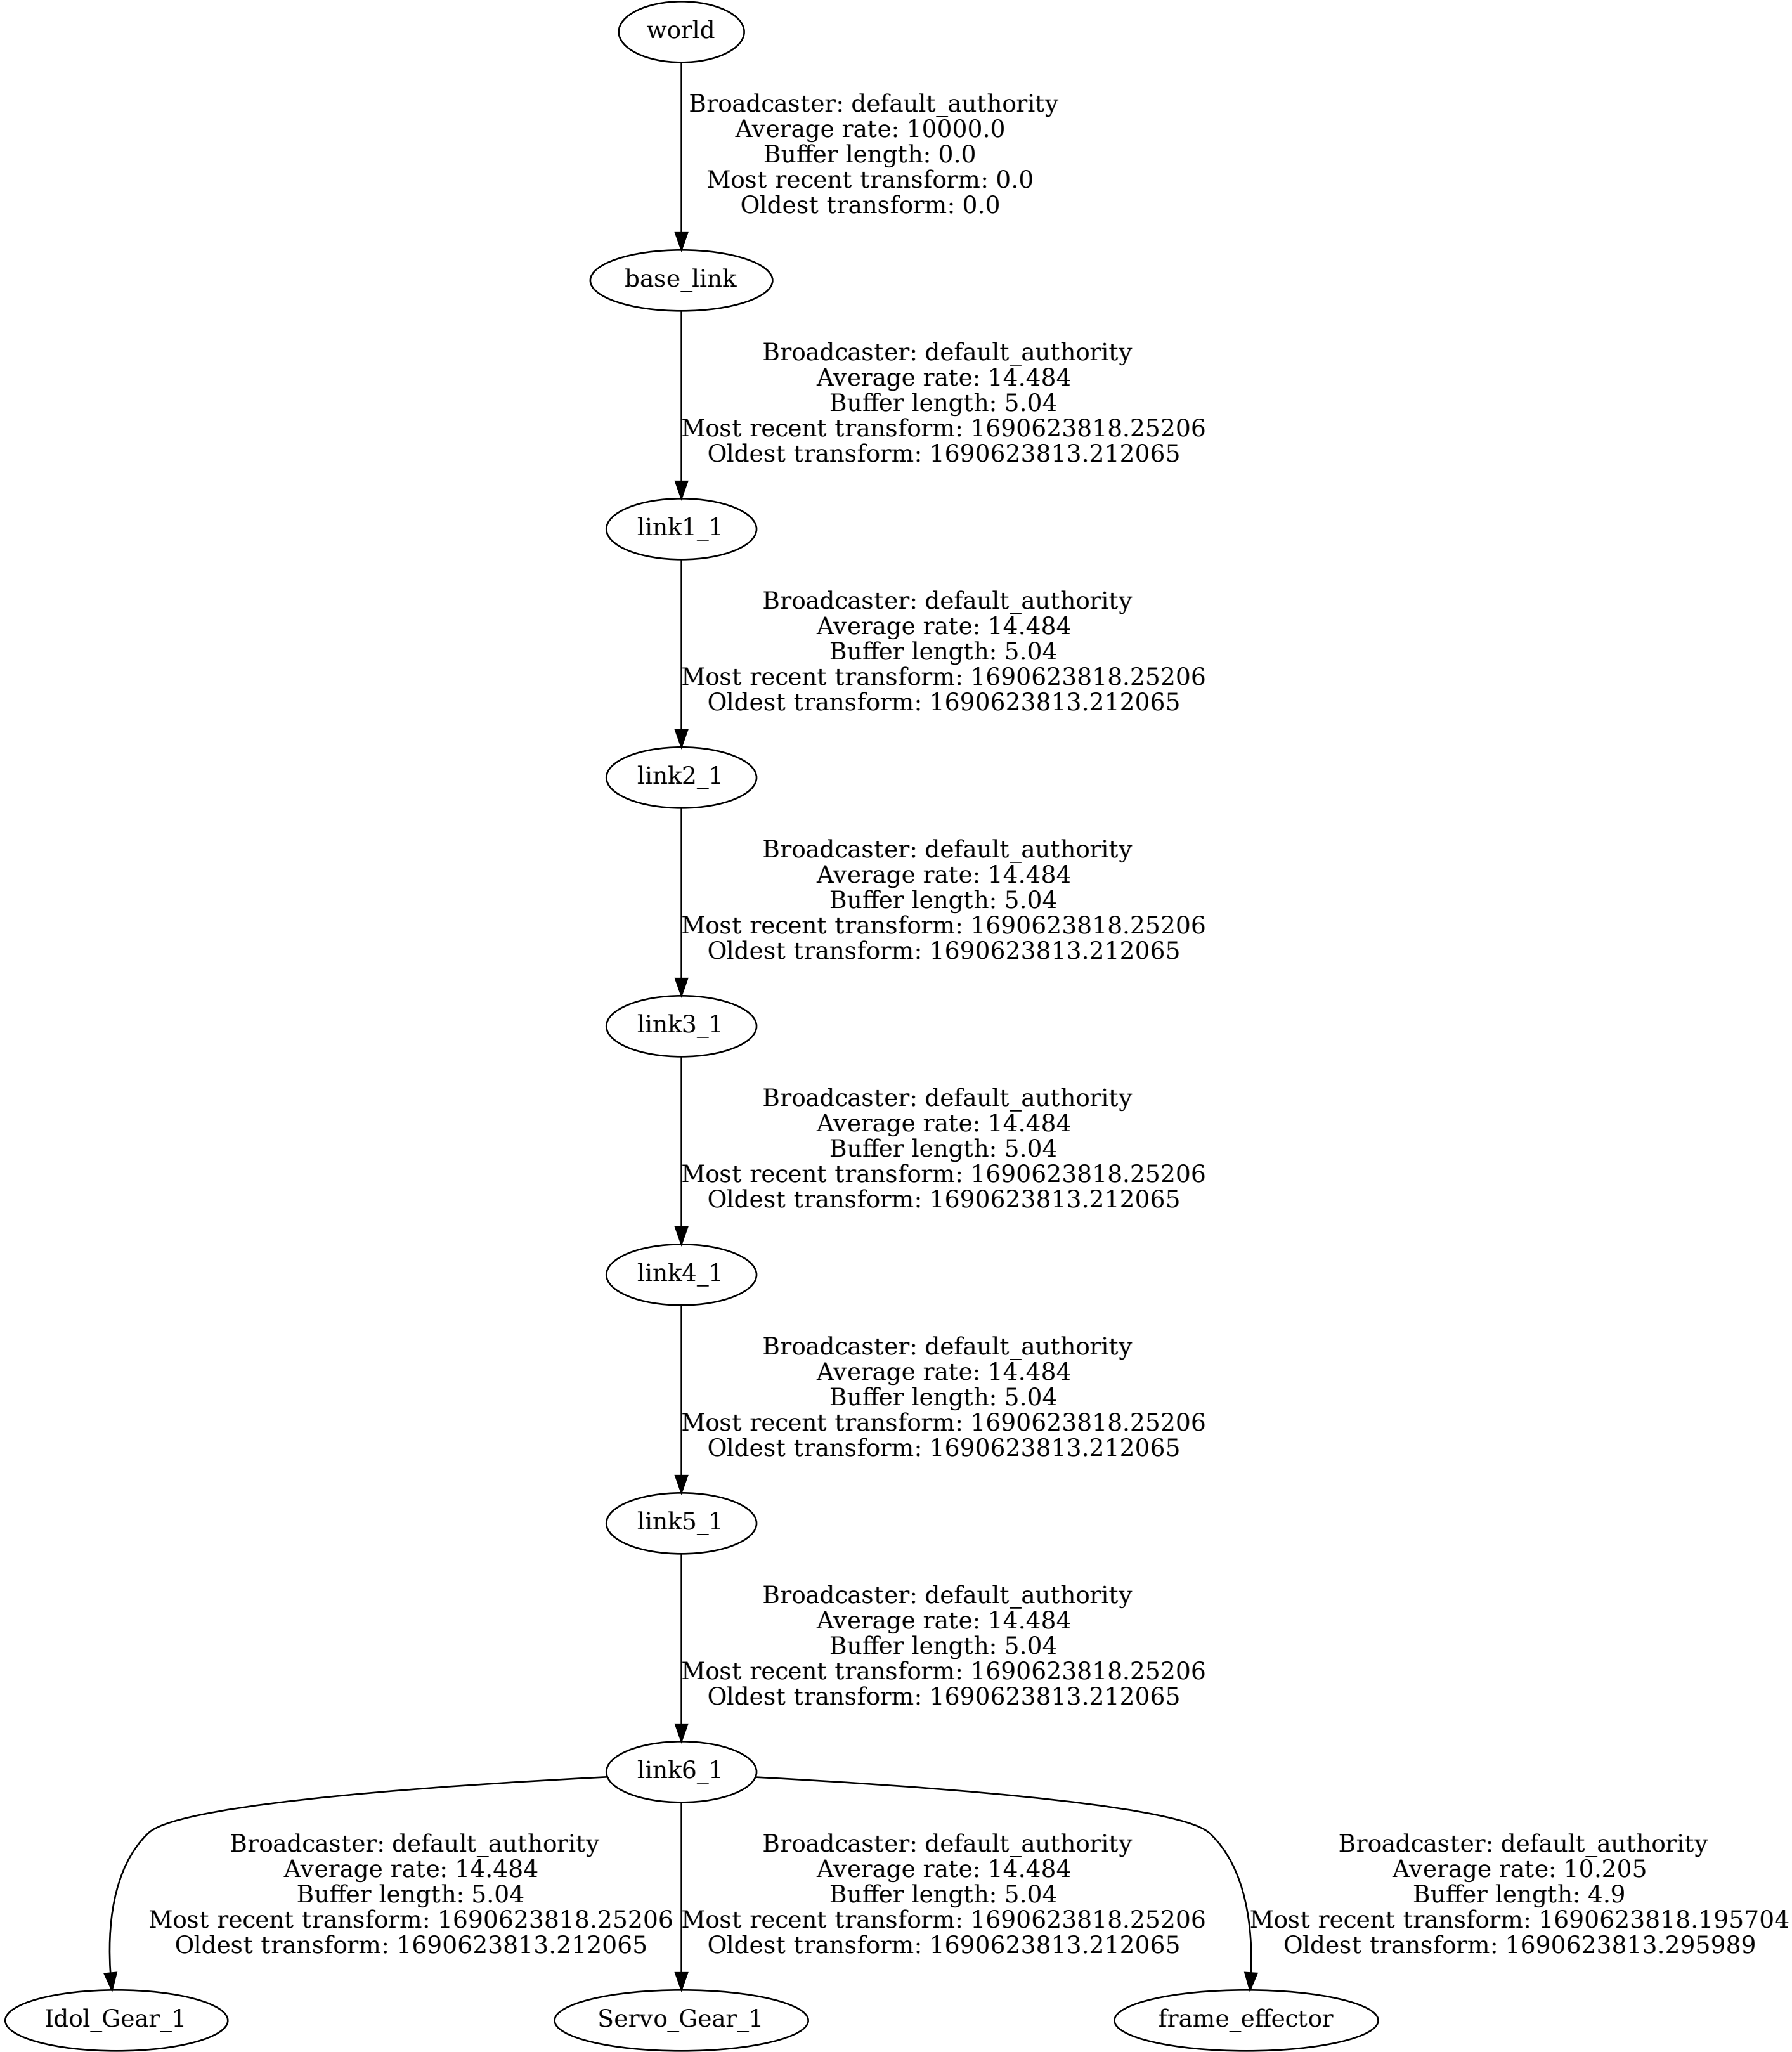 world
Broadcaster: default_authority
Average rate: 10000.0
Buffer length: 0.0
Most recent transform: 0.0
Oldest transform: 0.0
base_link
Broadcaster: default_authority
Average rate: 14.484
Buffer length: 5.04
Most recent transform: 1690623818.25206
Oldest transform: 1690623813.212065
link1_1
Broadcaster: default_authority
Average rate: 14.484
Buffer length: 5.04
Most recent transform: 1690623818.25206
Oldest transform: 1690623813.212065
link2_1
Broadcaster: default_authority
Average rate: 14.484
Buffer length: 5.04
Most recent transform: 1690623818.25206
Oldest transform: 1690623813.212065
link3_1
Broadcaster: default_authority
Average rate: 14.484
Buffer length: 5.04
Most recent transform: 1690623818.25206
Oldest transform: 1690623813.212065
link4_1
Broadcaster: default_authority
Average rate: 14.484
Buffer length: 5.04
Most recent transform: 1690623818.25206
Oldest transform: 1690623813.212065
link5_1
Broadcaster: default_authority
Average rate: 14.484
Buffer length: 5.04
Most recent transform: 1690623818.25206
Oldest transform: 1690623813.212065
link6_1
Broadcaster: default_authority
Average rate: 14.484
Buffer length: 5.04
Most recent transform: 1690623818.25206
Oldest transform: 1690623813.212065
Broadcaster: default_authority
Average rate: 14.484
Buffer length: 5.04
Most recent transform: 1690623818.25206
Oldest transform: 1690623813.212065
Broadcaster: default_authority
Average rate: 10.205
Buffer length: 4.9
Most recent transform: 1690623818.195704
Oldest transform: 1690623813.295989
Idol_Gear_1
Servo_Gear_1
frame_effector